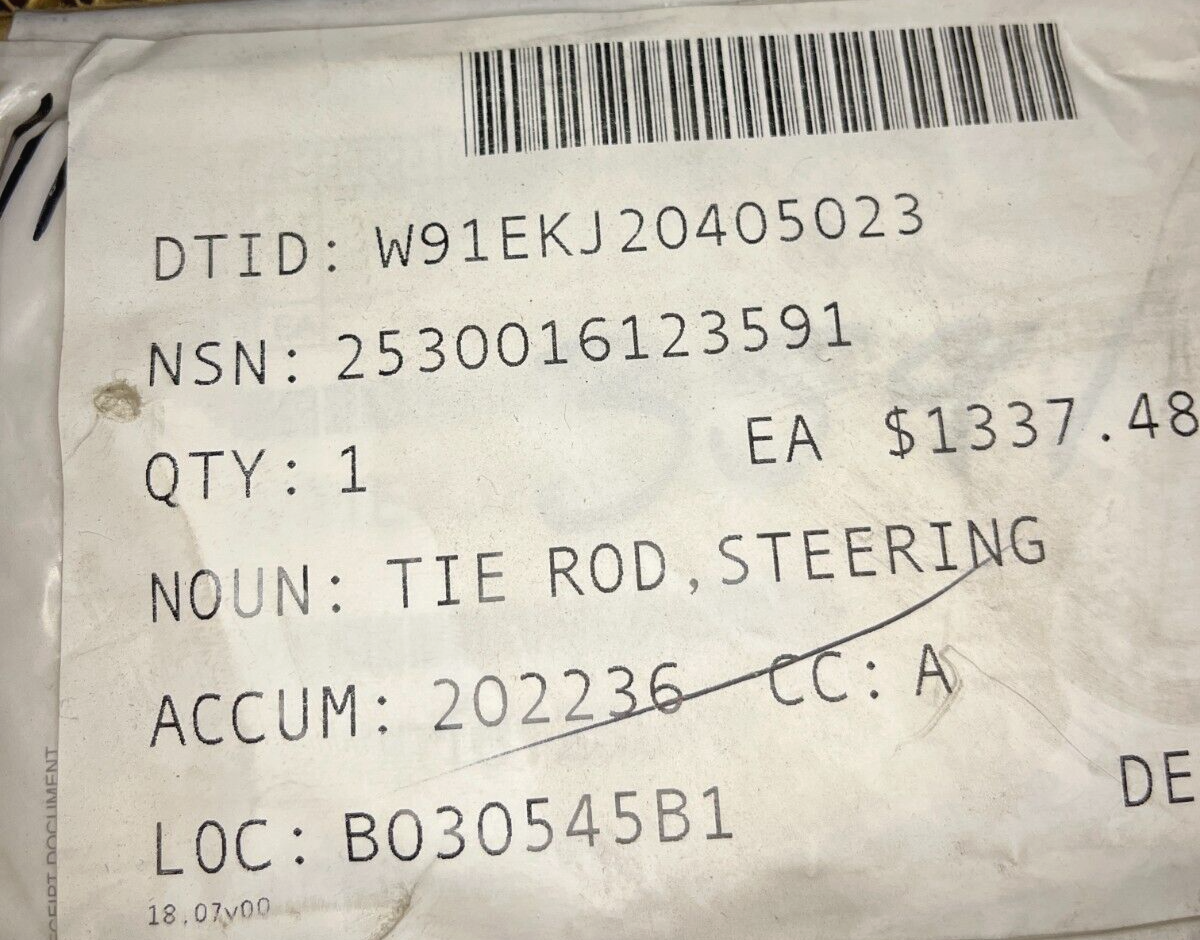 DTID: W91EKJ20405023
NSN: 2530016123591
QTY: 1 EA $1337.48
NOUN: TIE ROD,STEERING
ACCUM: 202236 CC: A
DE
LOC: B030545B1
18.07v00
DOCUMENT